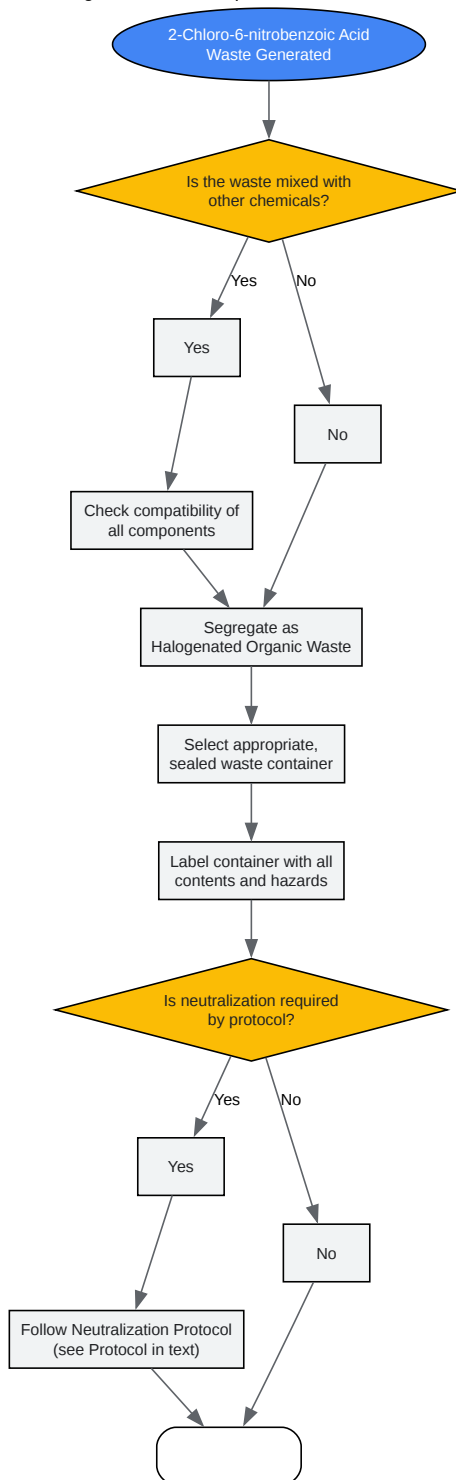 2-Chloro-6-nitrobenzoic Acid
Waste Generated
Is the waste mixed with
other chemicals?
Yes
No
Yes
No
Check compatibility of
all components
Segregate as
Halogenated Organic Waste
Select appropriate,
sealed waste container
Label container with all
contents and hazards
Is neutralization required
by protocol?
Yes
No
Yes
No
Follow Neutralization Protocol
(see Protocol in text)